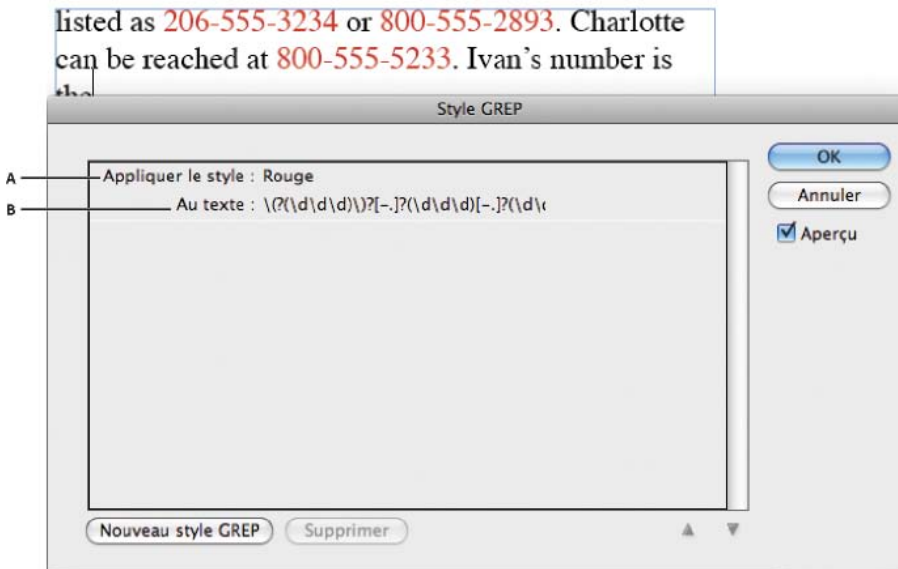 listed as 206-555-3234 or 800-555-2893. Charlotte
can be reached at 800-555-5233. Ivan's number is
the
Style GREP
A
Appliquer le style : Rouge
B
Au texte : \(?(\d\d\d)\)?[-.]?(\d\d\d)[-.]?(\d\
OK
Annuler
Aperçu
Nouveau style GREP
Supprimer